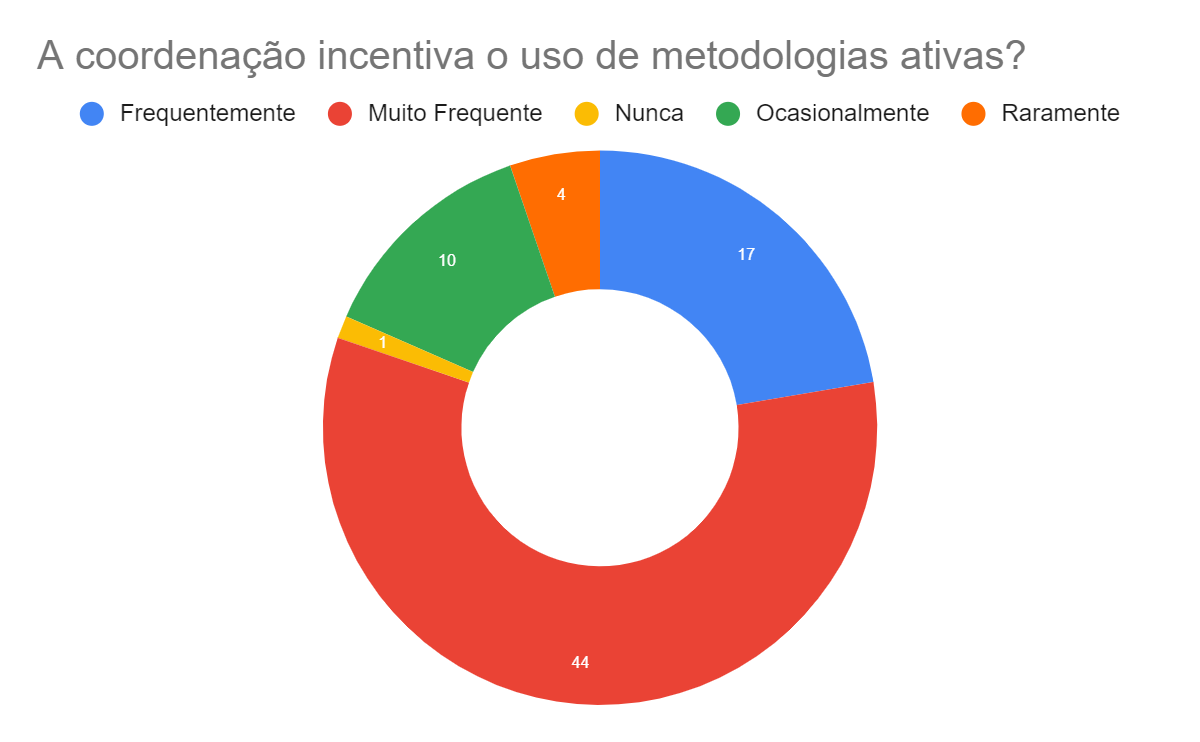 A coordenação incentiva o uso de metodologias ativas?
Frequentemente Muito Frequente Nunca Ocasionalmente Raramente
4
17
10
1
44